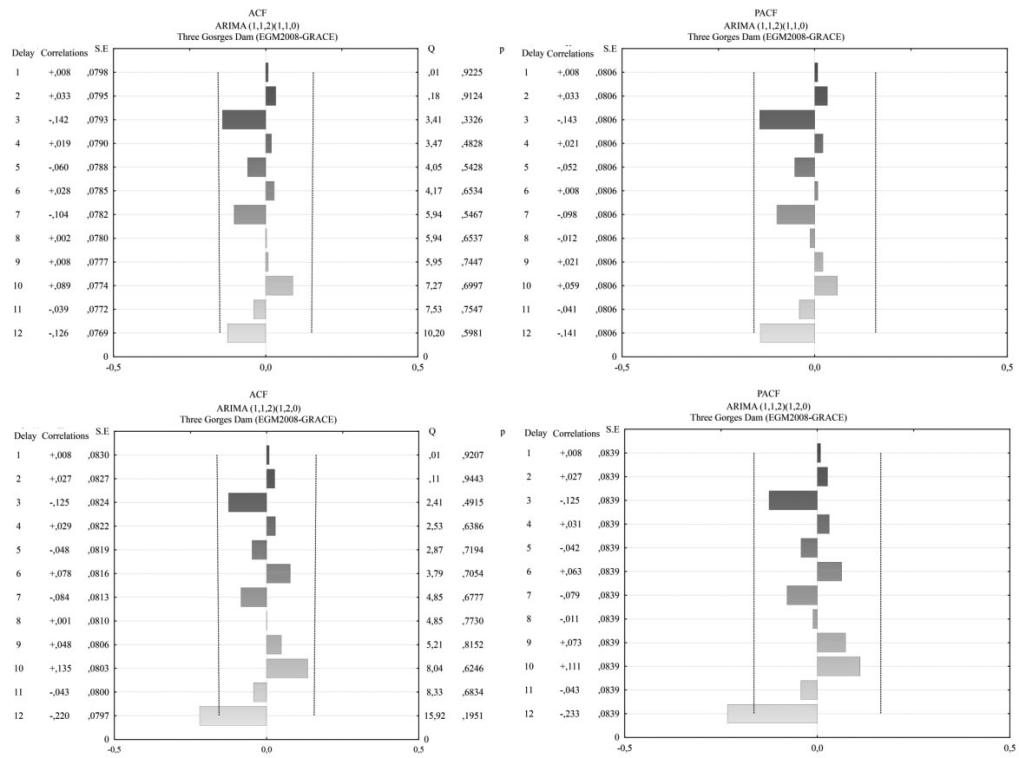 ACF
ARIMA (1,1,2)(1,1,0)
Three Gosrges Dam (EGM2008-GRACE)
Delay Correlations S.E Q p
1 +,008 ,0798 ,01 ,9225
2 +,033 ,0795 ,18 ,9124
3 -,142 ,0793 3,41 ,3326
4 +,019 ,0790 3,47 ,4828
5 -,060 ,0788 4,05 ,5428
6 +,028 ,0785 4,17 ,6534
7 -,104 ,0782 5,94 ,5467
8 +,002 ,0780 5,94 ,6537
9 +,008 ,0777 5,95 ,7447
10 +,089 ,0774 7,27 ,6997
11 -,039 ,0772 7,53 ,7547
12 -,126 ,0769 10,20 ,5981
0 0
-0,5 0,0 0,5
PACF
ARIMA (1,1,2)(1,1,0)
Three Gorges Dam (EGM2008-GRACE)
Delay Correlations S.E
1 +,008 ,0806
2 +,033 ,0806
3 -,143 ,0806
4 +,021 ,0806
5 -,052 ,0806
6 +,008 ,0806
7 -,098 ,0806
8 -,012 ,0806
9 +,021 ,0806
10 +,059 ,0806
11 -,041 ,0806
12 -,141 ,0806
0
-0,5 0,0 0,5
ACF
ARIMA (1,1,2)(1,2,0)
Three Gorges Dam (EGM2008-GRACE)
Delay Correlations S.E Q p
1 +,008 ,0830 ,01 ,9207
2 +,027 ,0827 ,11 ,9443
3 -,125 ,0824 2,41 ,4915
4 +,029 ,0822 2,53 ,6386
5 -,048 ,0819 2,87 ,7194
6 +,078 ,0816 3,79 ,7054
7 -,084 ,0813 4,85 ,6777
8 +,001 ,0810 4,85 ,7730
9 +,048 ,0806 5,21 ,8152
10 +,135 ,0803 8,04 ,6246
11 -,043 ,0800 8,33 ,6834
12 -,220 ,0797 15,92 ,1951
0 0
-0,5 0,0 0,5
PACF
ARIMA (1,1,2)(1,2,0)
Three Gorges Dam (EGM2008-GRACE)
Delay Correlations S.E
1 +,008 ,0839
2 +,027 ,0839
3 -,125 ,0839
4 +,031 ,0839
5 -,042 ,0839
6 +,063 ,0839
7 -,079 ,0839
8 -,011 ,0839
9 +,073 ,0839
10 +,111 ,0839
11 -,043 ,0839
12 -,233 ,0839
0
-0,5 0,0 0,5